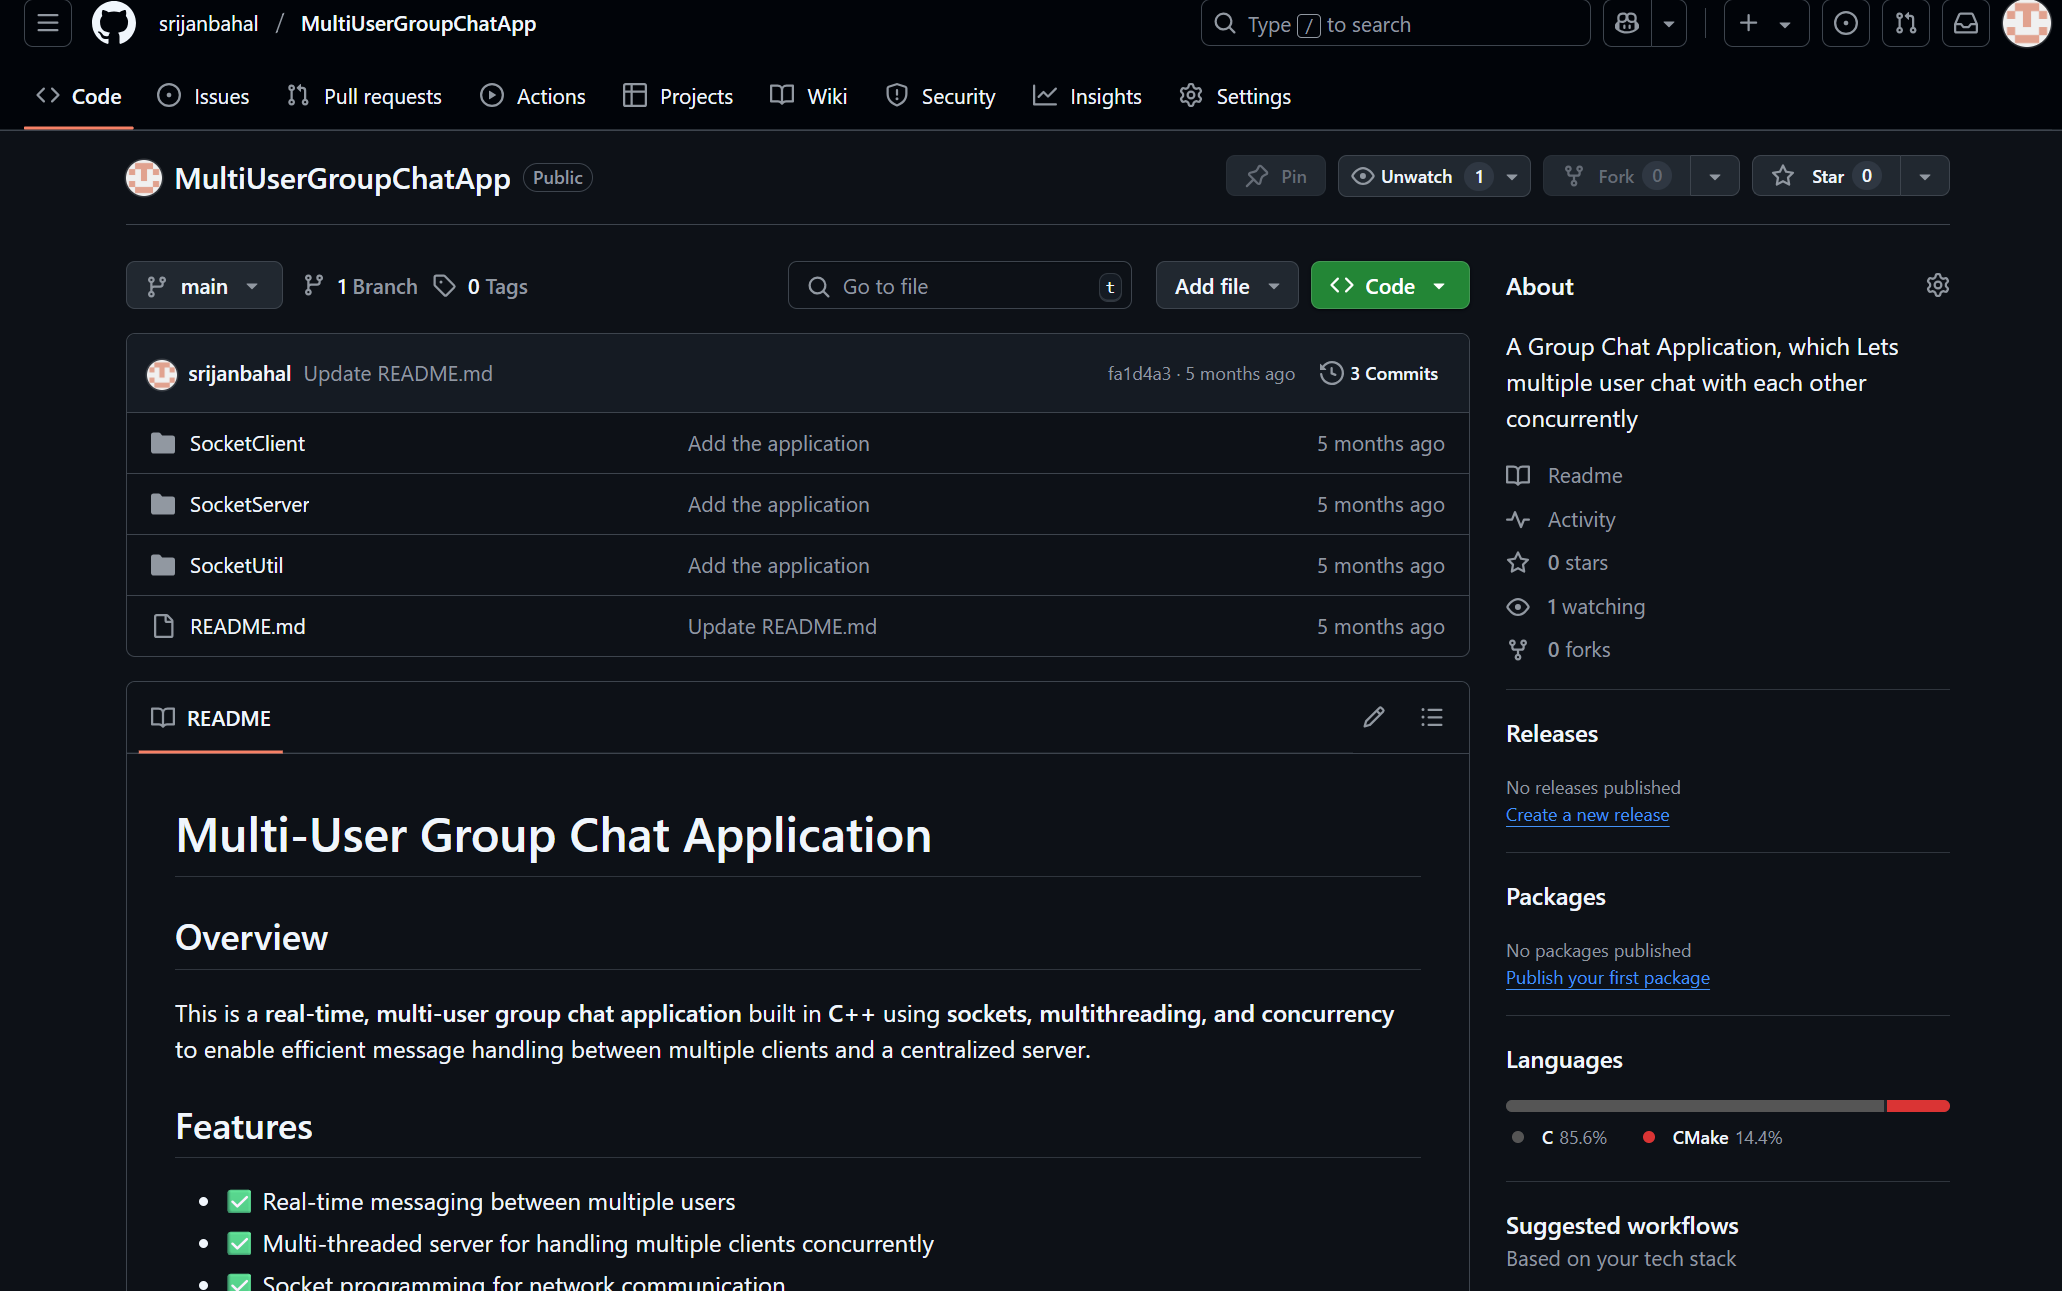 srijanbahal / MultiUserGroupChatApp
Type / to search
Code Issues Pull requests Actions Projects Wiki Security Insights Settings
MultiUserGroupChatApp Public
Pin Unwatch 1 Fork 0 Star 0
main 1 Branch 0 Tags Go to file t Add file Code
srijanbahal Update README.md fa1d4a3 · 5 months ago 3 Commits
SocketClient Add the application 5 months ago
SocketServer Add the application 5 months ago
SocketUtil Add the application 5 months ago
README.md Update README.md 5 months ago
README
Multi-User Group Chat Application
Overview
This is a real-time, multi-user group chat application built in C++ using sockets, multithreading, and concurrency
to enable efficient message handling between multiple clients and a centralized server.
Features
Real-time messaging between multiple users
Multi-threaded server for handling multiple clients concurrently
Socket programming for network communication
About
A Group Chat Application, which Lets
multiple user chat with each other
concurrently
Readme
Activity
0 stars
1 watching
0 forks
Releases
No releases published
Create a new release
Packages
No packages published
Publish your first package
Languages
C 85.6% CMake 14.4%
Suggested workflows
Based on your tech stack